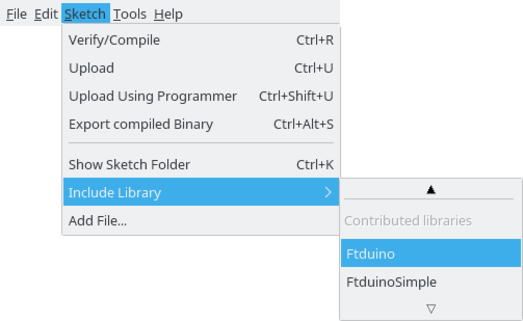 File Edit Sketch Tools Help
Verify/Compile Ctrl+R
Upload Ctrl+U
Upload Using Programmer Ctrl+Shift+U
Export compiled Binary Ctrl+Alt+S
Show Sketch Folder Ctrl+K
Include Library
Add File...
Contributed libraries
Ftduino
FtduinoSimple